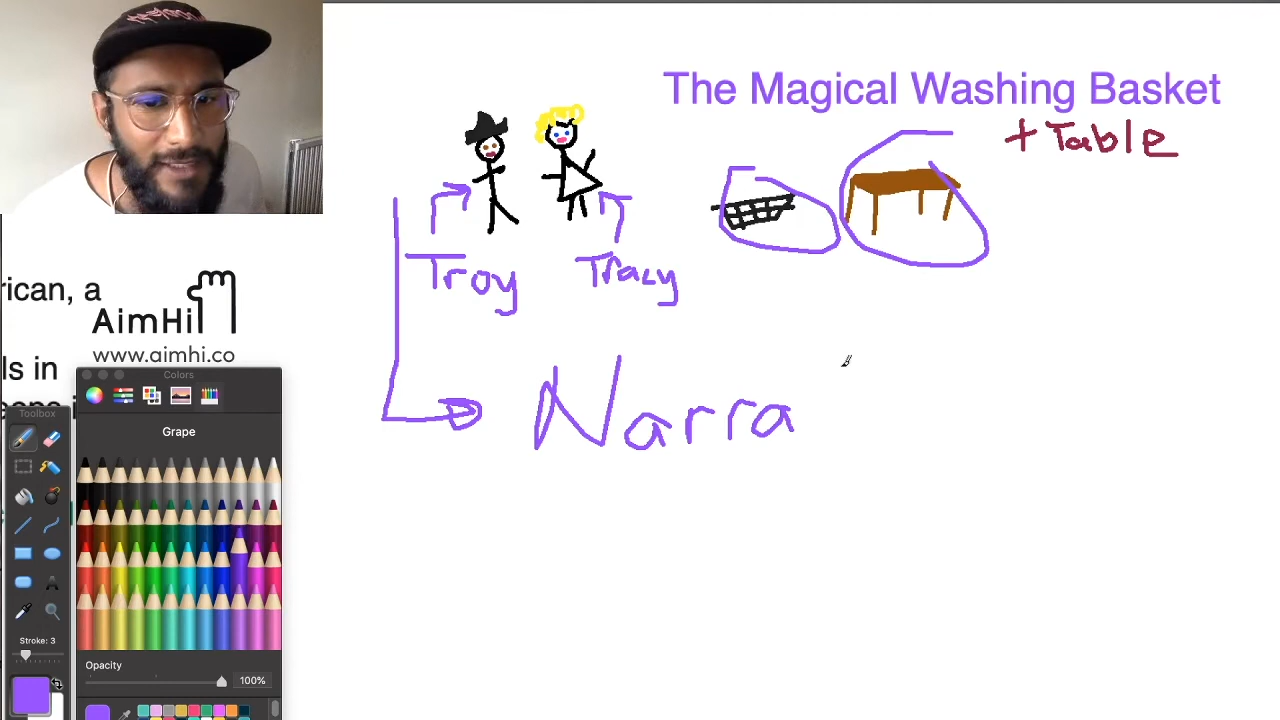 The Magical Washing Basket
+ Table
Troy
Tracy
Narra
rican, a
AimHi
www.aimhi.co
ls in
Colors
Toolbox
Grape
Stroke: 3
Opacity
100%